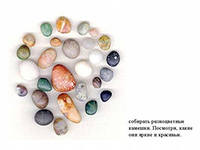 собирать разноцветные
камешки. Посмотри, какие
они яркие и красивые.